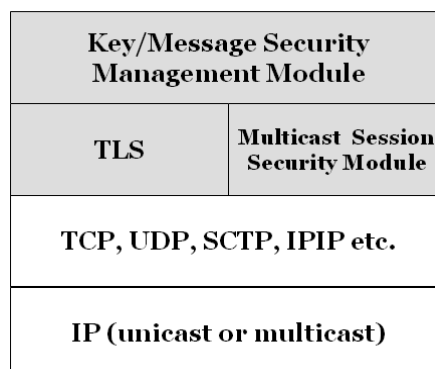 Key/Message Security
Management Module
TLS
Multicast Session
Security Module
TCP, UDP, SCTP, IPIP etc.
IP (unicast or multicast)